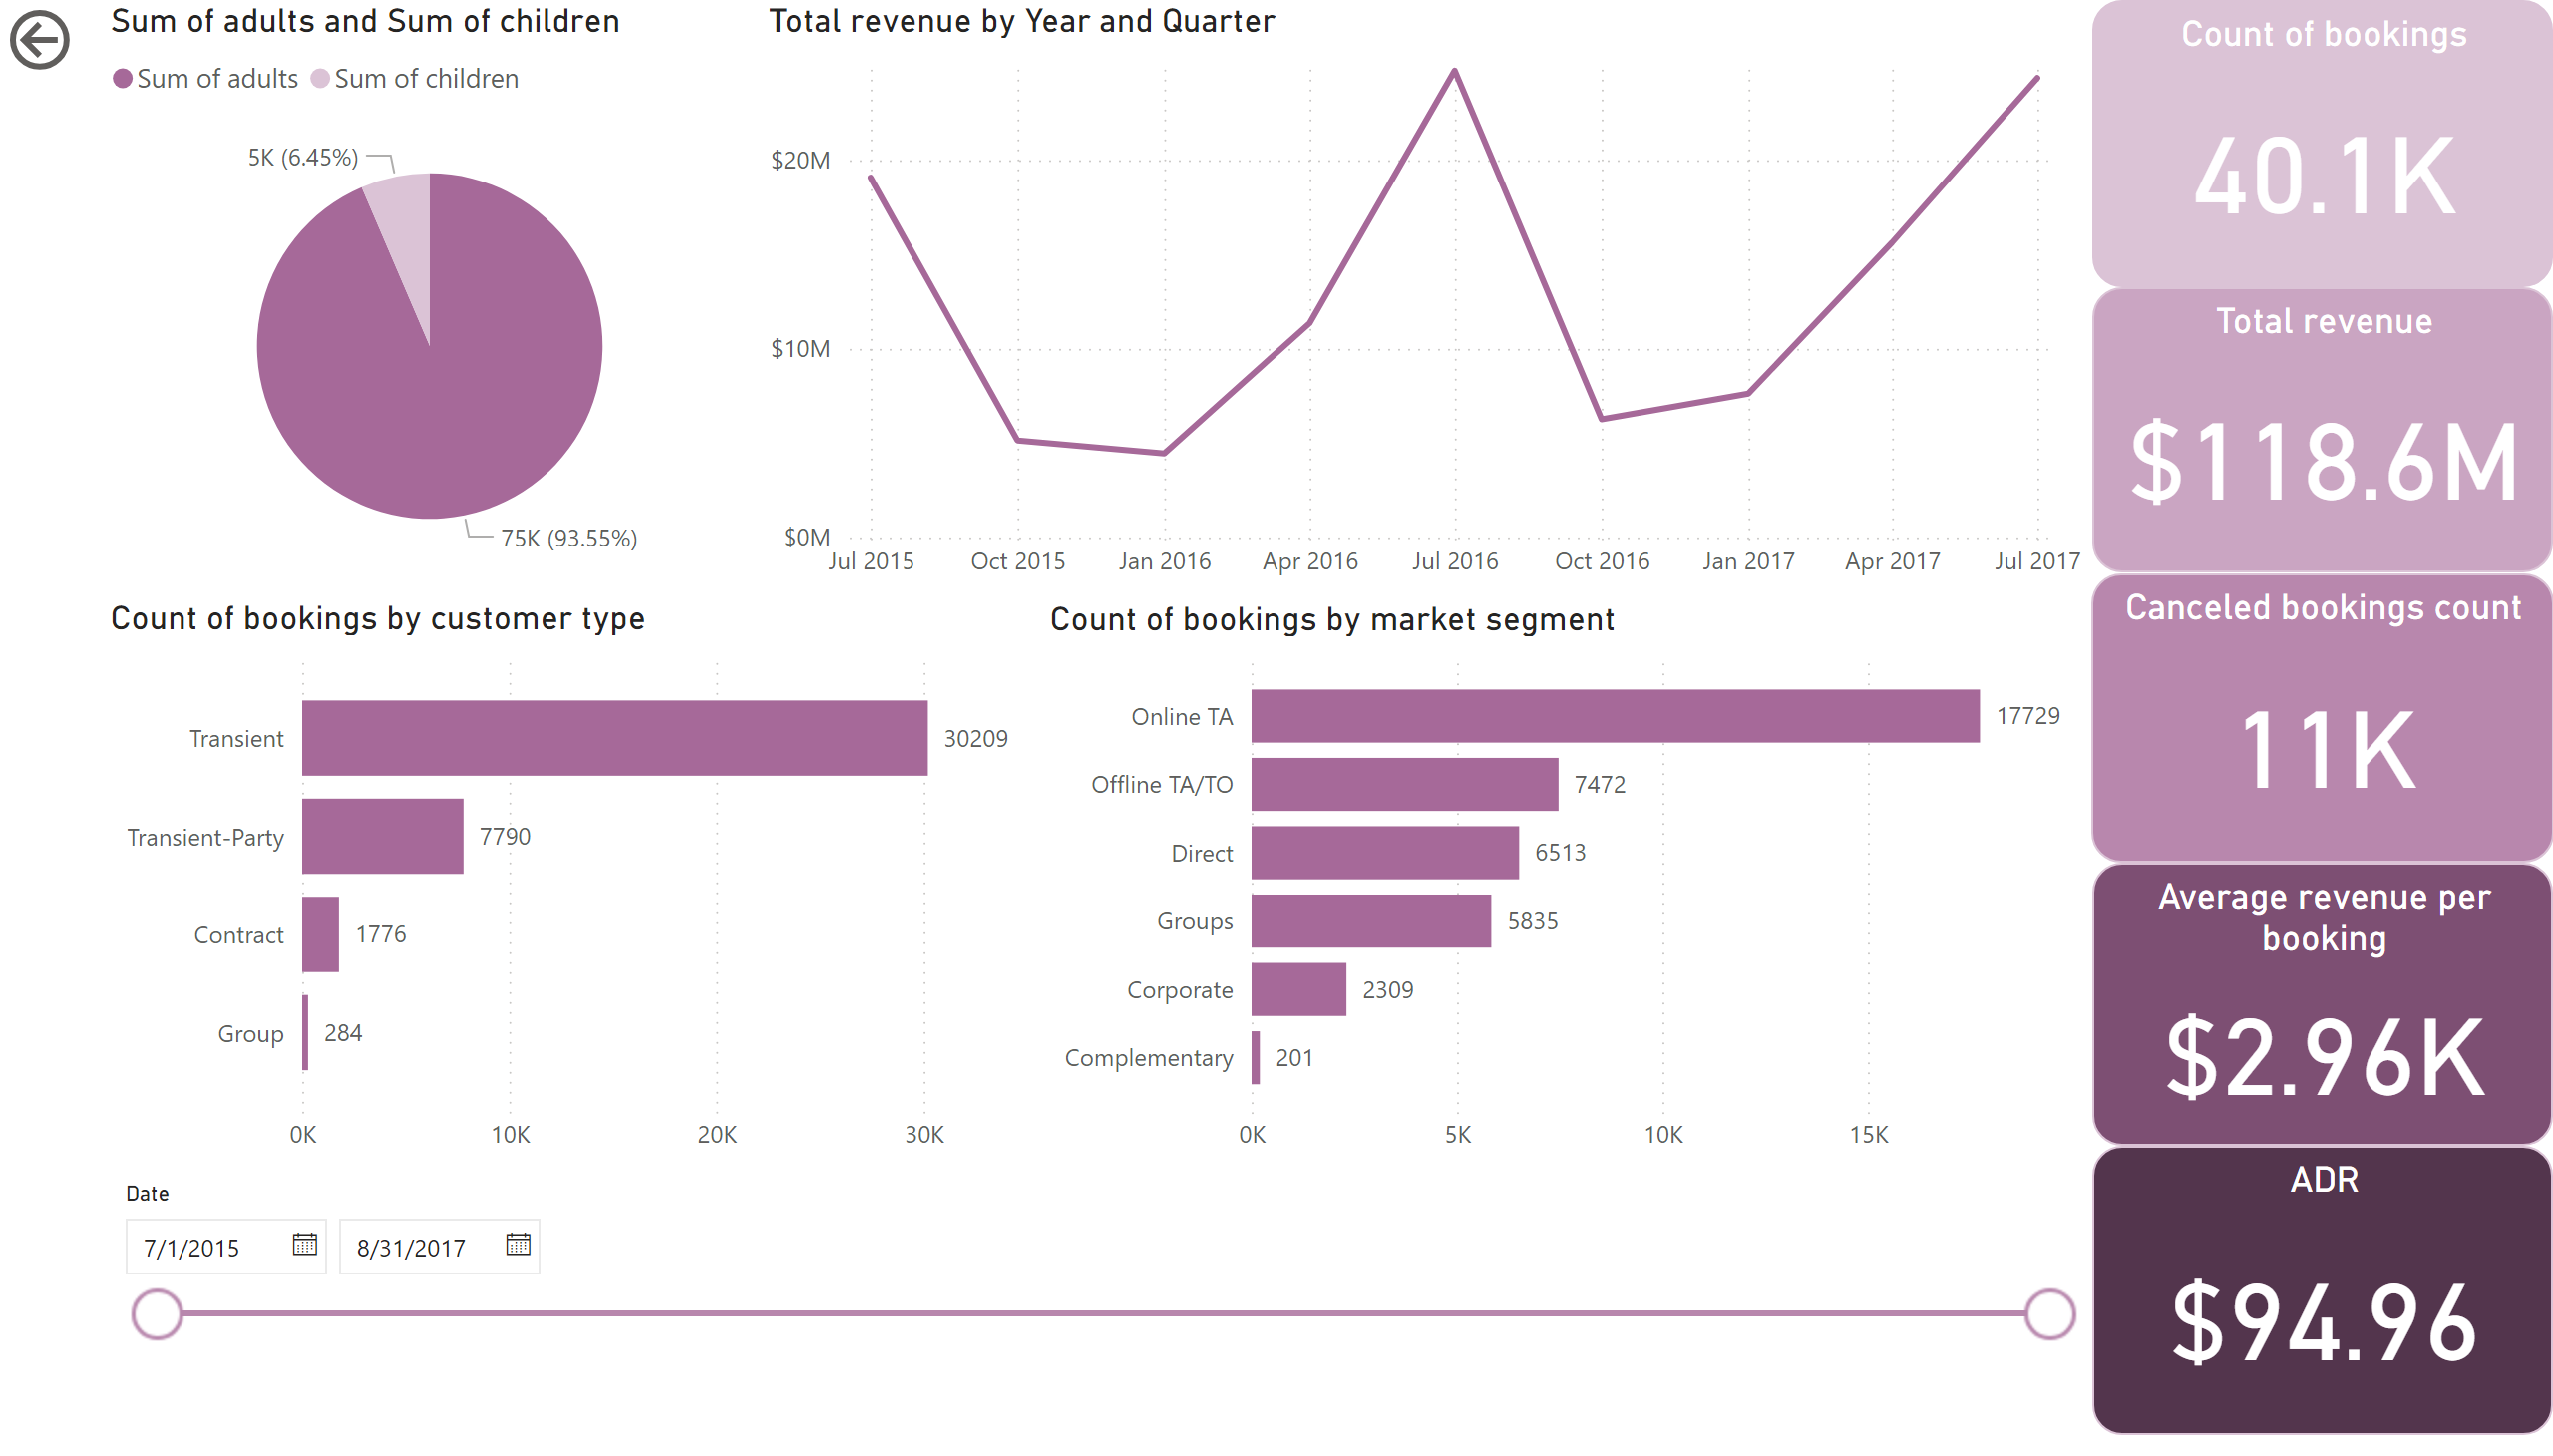 Sum of adults and Sum of children
Sum of adults Sum of children
5K (6.45%)
75K (93.55%)
Total revenue by Year and Quarter
$20M
$10M
$0M
Jul 2015 Oct 2015 Jan 2016 Apr 2016 Jul 2016 Oct 2016 Jan 2017 Apr 2017 Jul 2017
Count of bookings by customer type
Transient 30209
Transient-Party 7790
Contract 1776
Group 284
0K 10K 20K 30K
Count of bookings by market segment
Online TA 17729
Offline TA/TO 7472
Direct 6513
Groups 5835
Corporate 2309
Complementary 201
0K 5K 10K 15K
Date
7/1/2015 8/31/2017
Count of bookings
40.1K
Total revenue
$118.6M
Canceled bookings count
11K
Average revenue per
booking
$2.96K
ADR
$94.96